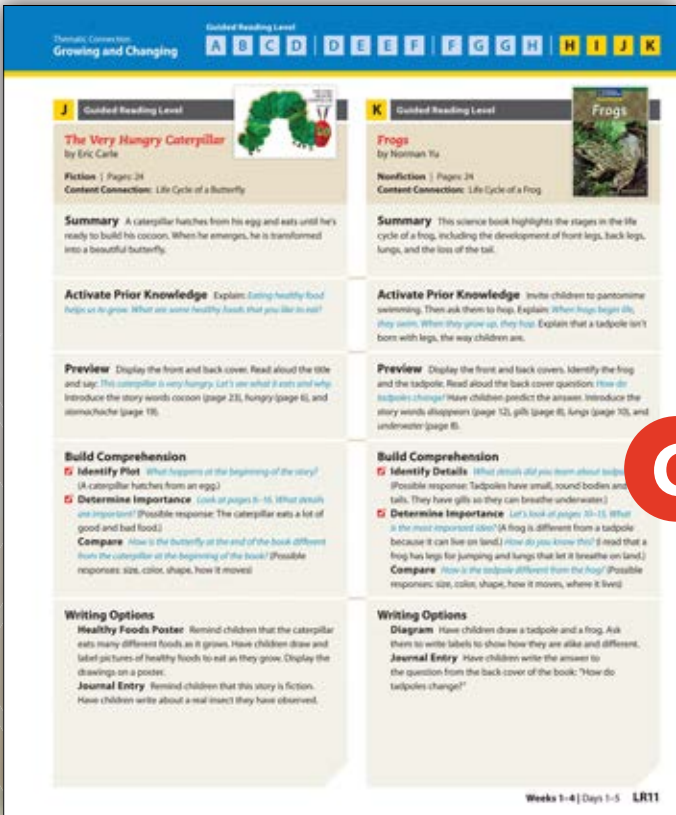 Thematic Connection
Growing and Changing
Guided Reading Level
A B C D D E E F F G G H H I J K
J Guided Reading Level
The Very Hungry Caterpillar
by Eric Carle
Fiction | Pages: 24
Content Connection: Life Cycle of a Butterfly
Summary A caterpillar hatches from his egg and eats until he's
ready to build his cocoon. When he emerges, he is transformed
into a beautiful butterfly.
Activate Prior Knowledge Explain: Eating healthy food
helps us to grow. What are some healthy foods that you like to eat?
Preview Display the front and back cover. Read aloud the title
and say: This caterpillar is very hungry. Let's see what it eats and why.
Introduce the story words cocoon (page 23), hungry (page 6), and
stomachache (page 19).
Build Comprehension
Identify Plot What happens at the beginning of the story?
(A caterpillar hatches from an egg.)
Determine Importance Look at pages 6–16. What details
are important? (Possible response: The caterpillar eats a lot of
good and bad food.)
Compare How is the butterfly at the end of the book different
from the caterpillar at the beginning of the book? (Possible
responses: size, color, shape, how it moves)
Writing Options
Healthy Foods Poster Remind children that the caterpillar
eats many different foods as it grows. Have children draw and
label pictures of healthy foods to eat as they grow. Display the
drawings on a poster.
Journal Entry Remind children that this story is fiction.
Have children write about a real insect they have observed.
K Guided Reading Level
Frogs
Frogs
by Norman Yu
Nonfiction | Pages: 24
Content Connection: Life Cycle of a Frog
Summary This science book highlights the stages in the life
cycle of a frog, including the development of front legs, back legs,
lungs, and the loss of the tail.
Activate Prior Knowledge Invite children to pantomime
swimming. Then ask them to hop. Explain: When frogs begin life,
they swim. When they grow up, they hop. Explain that a tadpole isn't
born with legs, the way children are.
Preview Display the front and back covers. Identify the frog
and the tadpole. Read aloud the back cover question: How do
tadpoles change? Have children predict the answer. Introduce the
story words disappears (page 12), gills (page 8), lungs (page 10), and
underwater (page 8).
Build Comprehension
Identify Details What details did you learn about
(Possible response: Tadpoles have small, round bodies and
tails. They have gills so they can breathe underwater.)
Determine Importance Let's look at pages 10–15. What
is the most important idea? (A frog is different from a tadpole
because it can live on land.) How do you know this? (I read that a
frog has legs for jumping and lungs that let it breathe on land.)
Compare How is the tadpole different from the frog? (Possible
responses: size, color, shape, how it moves, where it lives)
Writing Options
Diagram Have children draw a tadpole and a frog. Ask
them to write labels to show how they are alike and different.
Journal Entry Have children write the answer to
the question from the back cover of the book: "How do
tadpoles change?"
Weeks 1–4 | Days 1–5 LR11